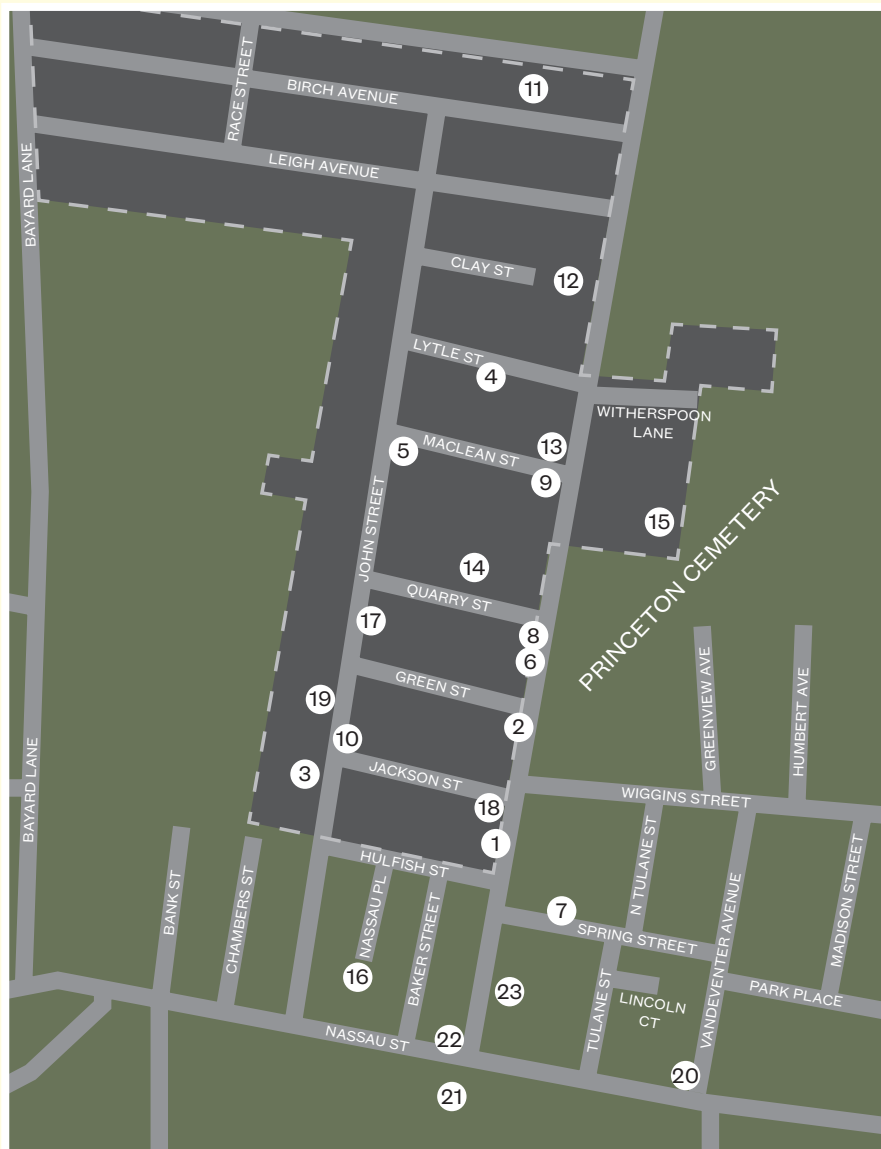 11
BIRCH AVENUE
RACE STREET
LEIGH AVENUE
BAYARD LANE
CLAY ST
12
LYTLE ST
4
WITHERSPOON
LANE
13
MACLEAN ST
5
9
15
PRINCETON CEMETERY
JOHN STREET
14
QUARRY ST
17
8
6
GREEN ST
19
2
10
GREENVIEW AVE
HUMBERT AVE
3
JACKSON ST
WIGGINS STREET
18
BAYARD LANE
1
HULFISH ST
N TULANE ST
BANK ST
CHAMBERS ST
NASSAU PL
BAKER STREET
7
SPRING STREET
VANDEVENTER AVENUE
MADISON STREET
16
23
TULANE ST
LINCOLN
CT
PARK PLACE
NASSAU ST
22
20
21